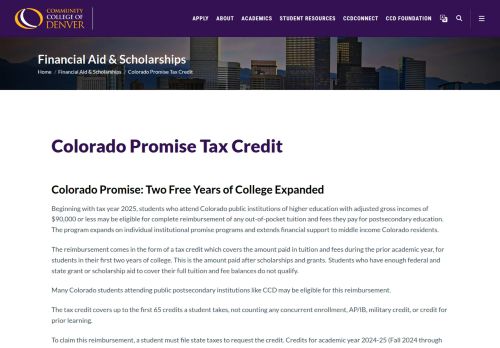 COMMUNITY
COLLEGE OF
DENVER
APPLY ABOUT ACADEMICS STUDENT RESOURCES CCDCONNECT CCD FOUNDATION
Financial Aid & Scholarships
Home / Financial Aid & Scholarships / Colorado Promise Tax Credit
Colorado Promise Tax Credit
Colorado Promise: Two Free Years of College Expanded
Beginning with tax year 2025, students who attend Colorado public institutions of higher education with adjusted gross incomes of
$90,000 or less may be eligible for complete reimbursement of any out-of-pocket tuition and fees they pay for postsecondary education.
The program expands on individual institutional promise programs and extends financial support to middle income Colorado residents.
The reimbursement comes in the form of a tax credit which covers the amount paid in tuition and fees during the prior academic year, for
students in their first two years of college. This is the amount paid after scholarships and grants. Students who have enough federal and
state grant or scholarship aid to cover their full tuition and fee balances do not qualify.
Many Colorado students attending public postsecondary institutions like CCD may be eligible for this reimbursement.
The tax credit covers up to the first 65 credits a student takes, not counting any concurrent enrollment, AP/IB, military credit, or credit for
prior learning.
To claim this reimbursement, a student must file state taxes to request the credit. Credits for academic year 2024-25 (Fall 2024 through